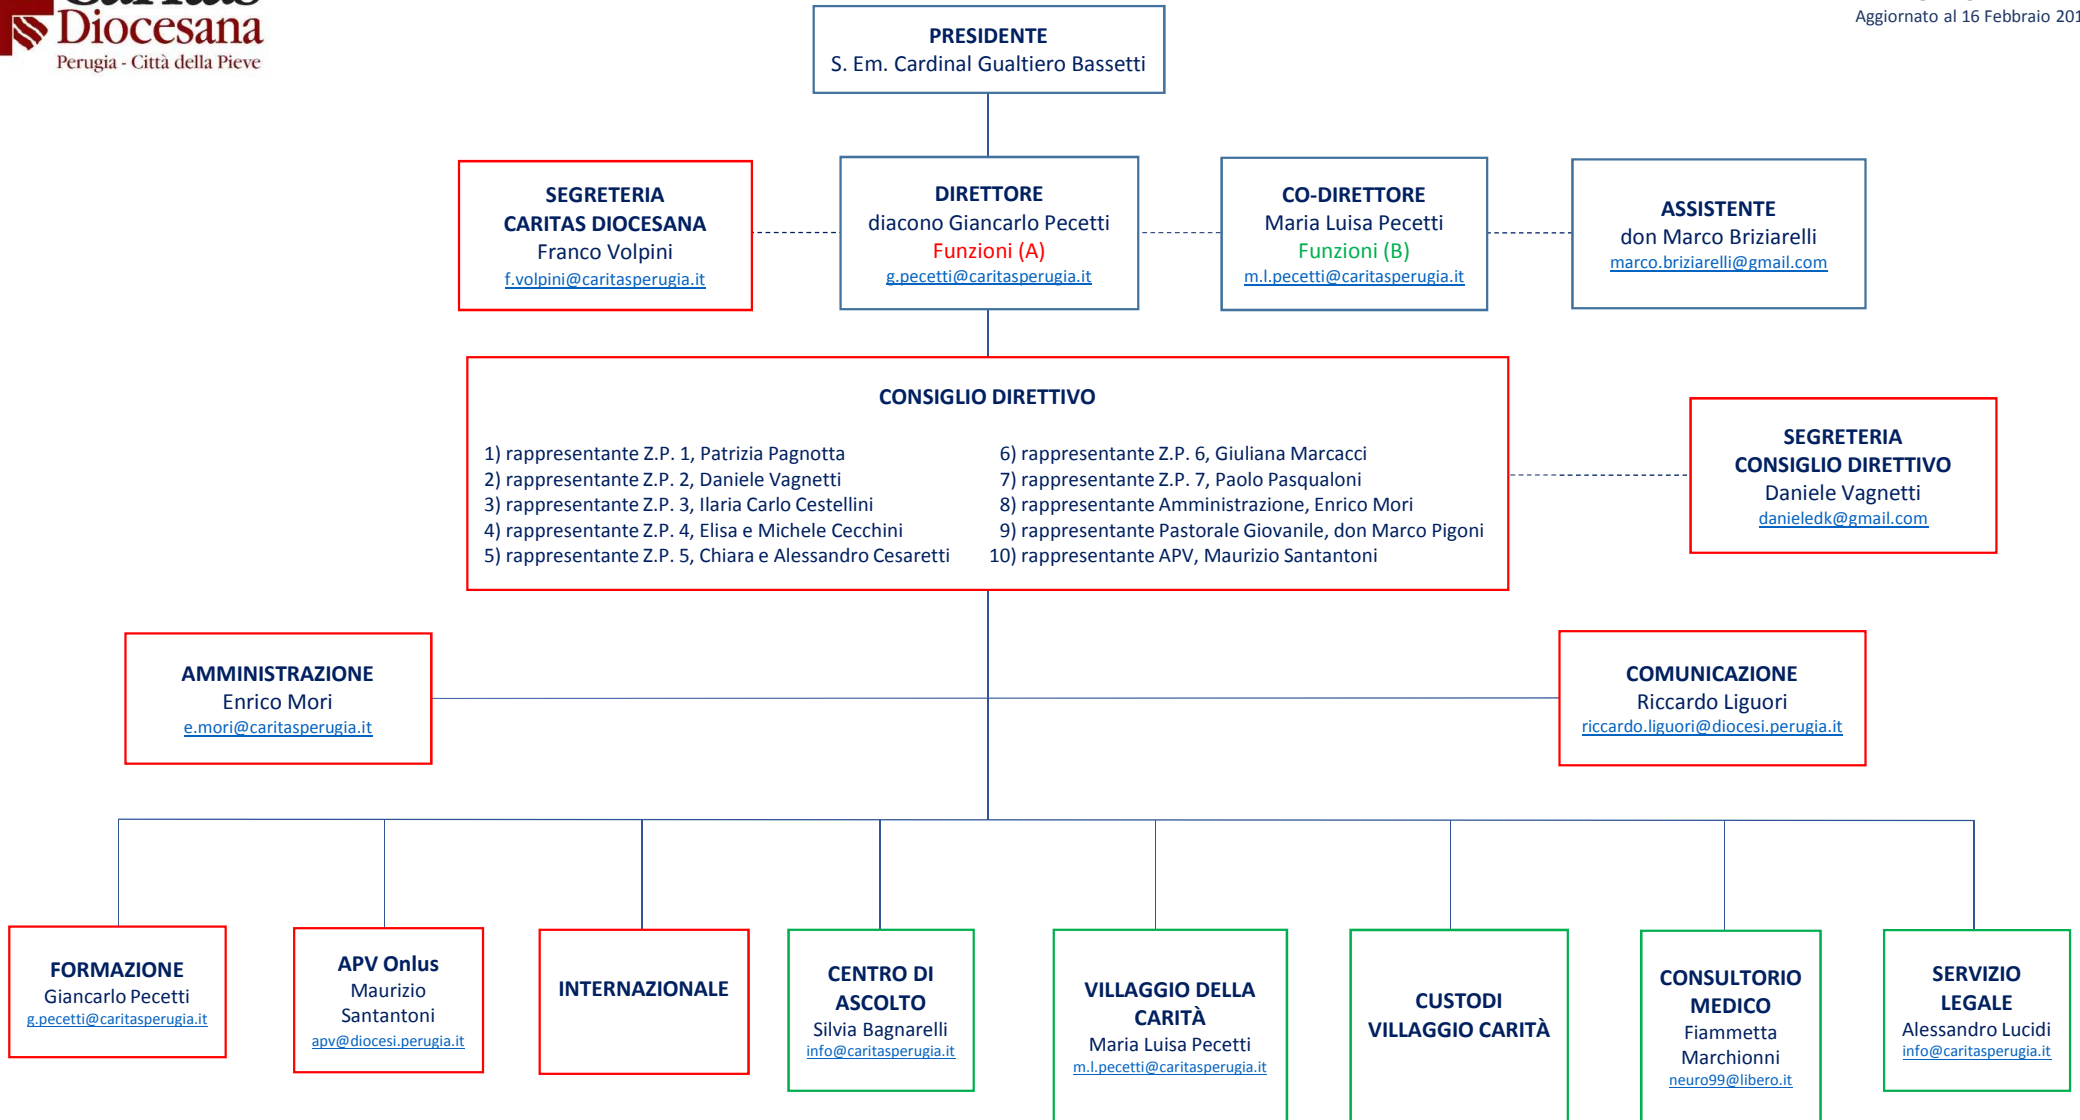 Diocesana
Perugia - Città della Pieve
Aggiornato al 16 Febbraio
PRESIDENTE
S. Em. Cardinal Gualtiero Bassetti
SEGRETERIA
CARITAS DIOCESANA
Franco Volpini
f.volpini@caritasperugia.it
DIRETTORE
diacono Giancarlo Pecetti
Funzioni (A)
g.pecetti@caritasperugia.it
CO-DIRETTORE
Maria Luisa Pecetti
Funzioni (B)
m.l.pecetti@caritasperugia.it
ASSISTENTE
don Marco Briziarelli
marco.briziarelli@gmail.com
CONSIGLIO DIRETTIVO
1) rappresentante Z.P. 1, Patrizia Pagnotta
2) rappresentante Z.P. 2, Daniele Vagnetti
3) rappresentante Z.P. 3, Ilaria Carlo Cestellini
4) rappresentante Z.P. 4, Elisa e Michele Cecchini
5) rappresentante Z.P. 5, Chiara e Alessandro Cesaretti
6) rappresentante Z.P. 6, Giuliana Marcacci
7) rappresentante Z.P. 7, Paolo Pasqualoni
8) rappresentante Amministrazione, Enrico Mori
9) rappresentante Pastorale Giovanile, don Marco Pigoni
10) rappresentante APV, Maurizio Santantoni
SEGRETERIA
CONSIGLIO DIRETTIVO
Daniele Vagnetti
danieledk@gmail.com
AMMINISTRAZIONE
Enrico Mori
e.mori@caritasperugia.it
COMUNICAZIONE
Riccardo Liguori
riccardo.liguori@diocesi.perugia.it
FORMAZIONE
Giancarlo Pecetti
g.pecetti@caritasperugia.it
APV Onlus
Maurizio
Santantoni
apv@diocesi.perugia.it
INTERNAZIONALE
CENTRO DI
ASCOLTO
Silvia Bagnarelli
info@caritasperugia.it
VILLAGGIO DELLA
CARITÀ
Maria Luisa Pecetti
m.l.pecetti@caritasperugia.it
CUSTODI
VILLAGGIO CARITÀ
CONSULTORIO
MEDICO
Fiammetta
Marchionni
neuro99@libero.it
SERVIZIO
LEGALE
Alessandro Lucidi
info@caritasperugia.it